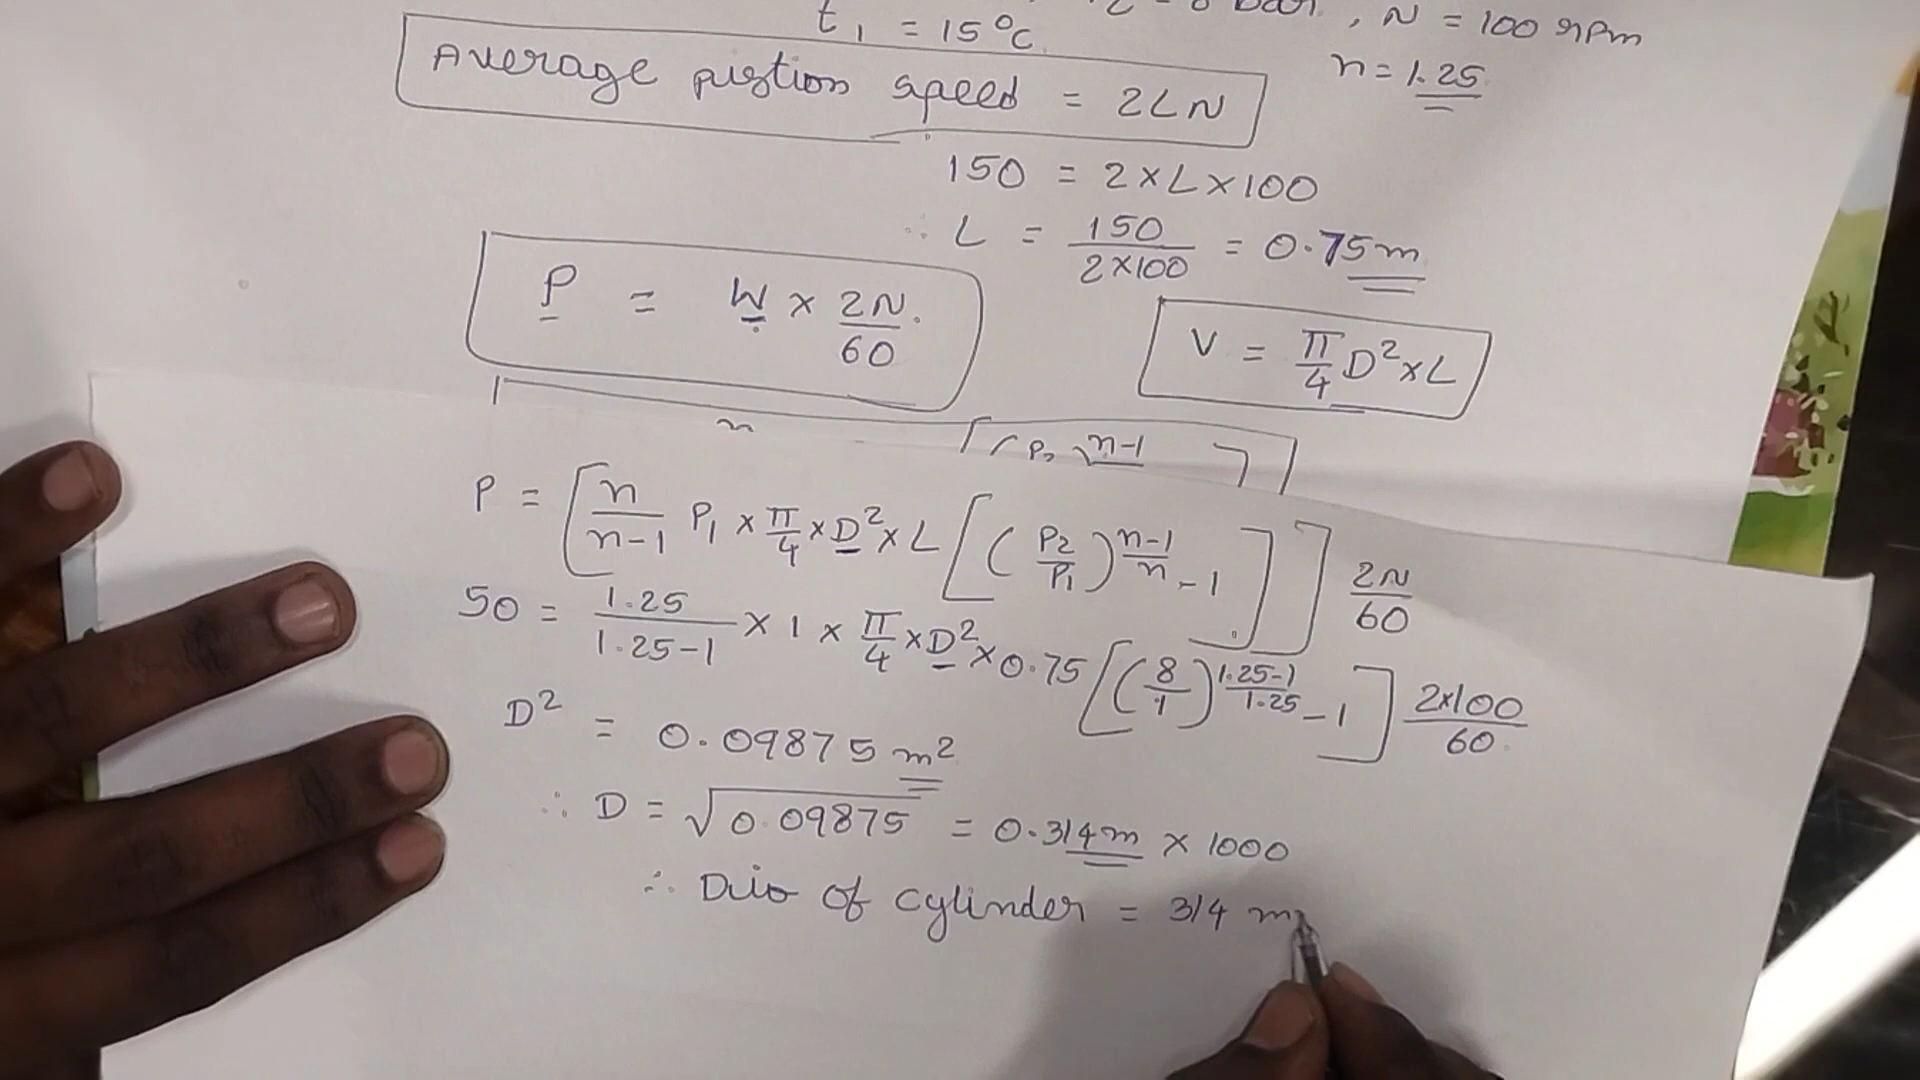 t₁ = 15°C , N = 100 rpm
n = 1.25
Average pistion speed = 2LN
150 = 2×L×100
∴ L = 150/2×100 = 0.75m
P = W × 2N/60
V = π/4 D²×L
n [( P₂ n-1 ]
P = [n/n-1 P₁ × π/4 × D² × L [(P₂/P₁)^n-1/n - 1]] 2N/60
50 = 1.25/1.25-1 × 1 × π/4 × D² × 0.75 [(8/1)^1.25-1/1.25 - 1] 2×100/60
D² = 0.09875 m²
∴ D = √0.09875 = 0.314m × 1000
∴ Dia of cylinder = 314 m